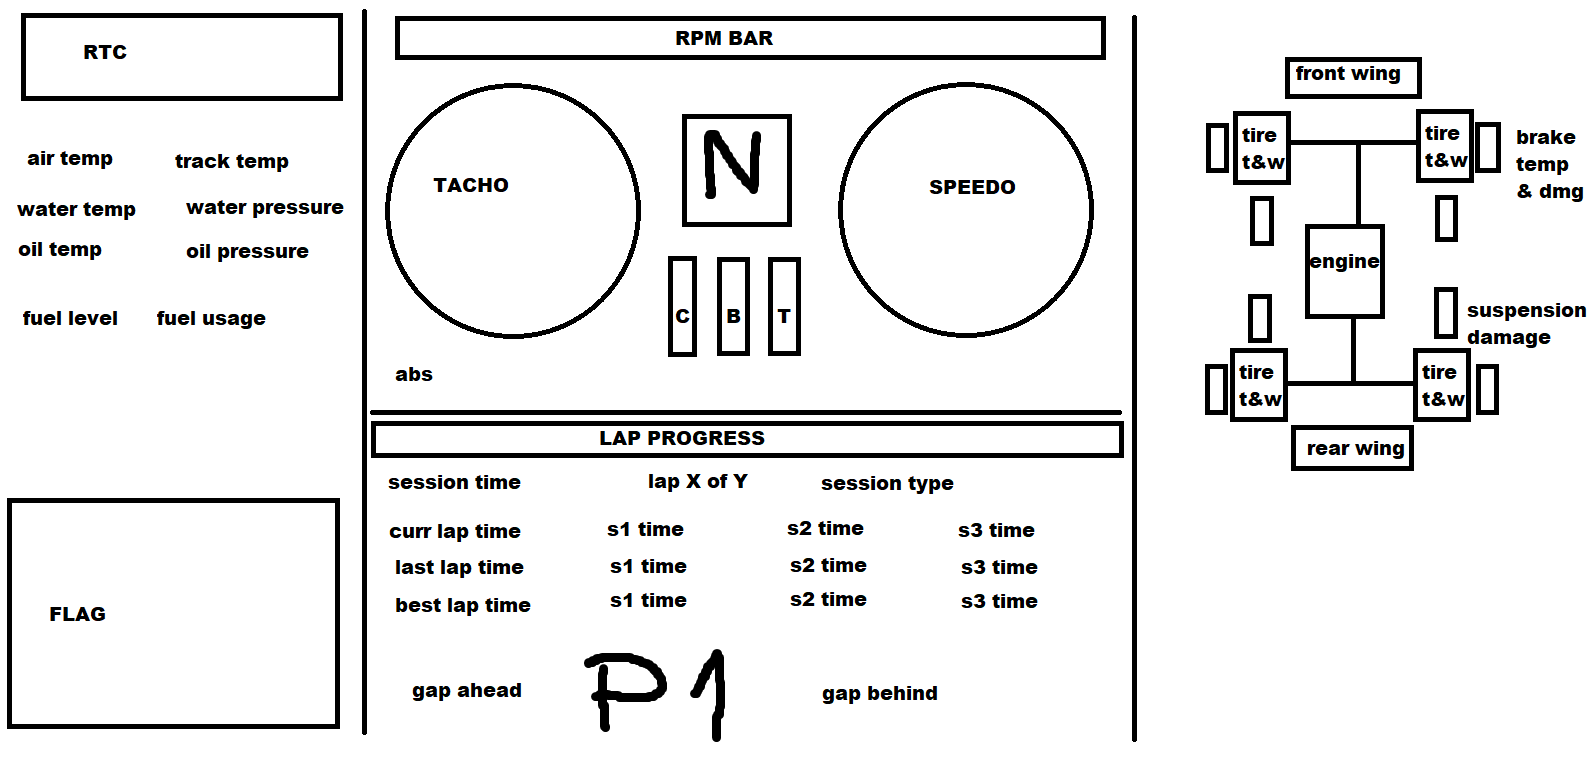 RTC
air temp
track temp
water temp
water pressure
oil temp
oil pressure
fuel level
fuel usage
FLAG
RPM BAR
TACHO
N
SPEEDO
C
B
T
abs
LAP PROGRESS
session time
lap X of Y
session type
curr lap time
s1 time
s2 time
s3 time
last lap time
s1 time
s2 time
s3 time
best lap time
s1 time
s2 time
s3 time
gap ahead
P1
gap behind
front wing
tire
t&w
tire
t&w
brake
temp
& dmg
engine
suspension
damage
tire
t&w
tire
t&w
rear wing